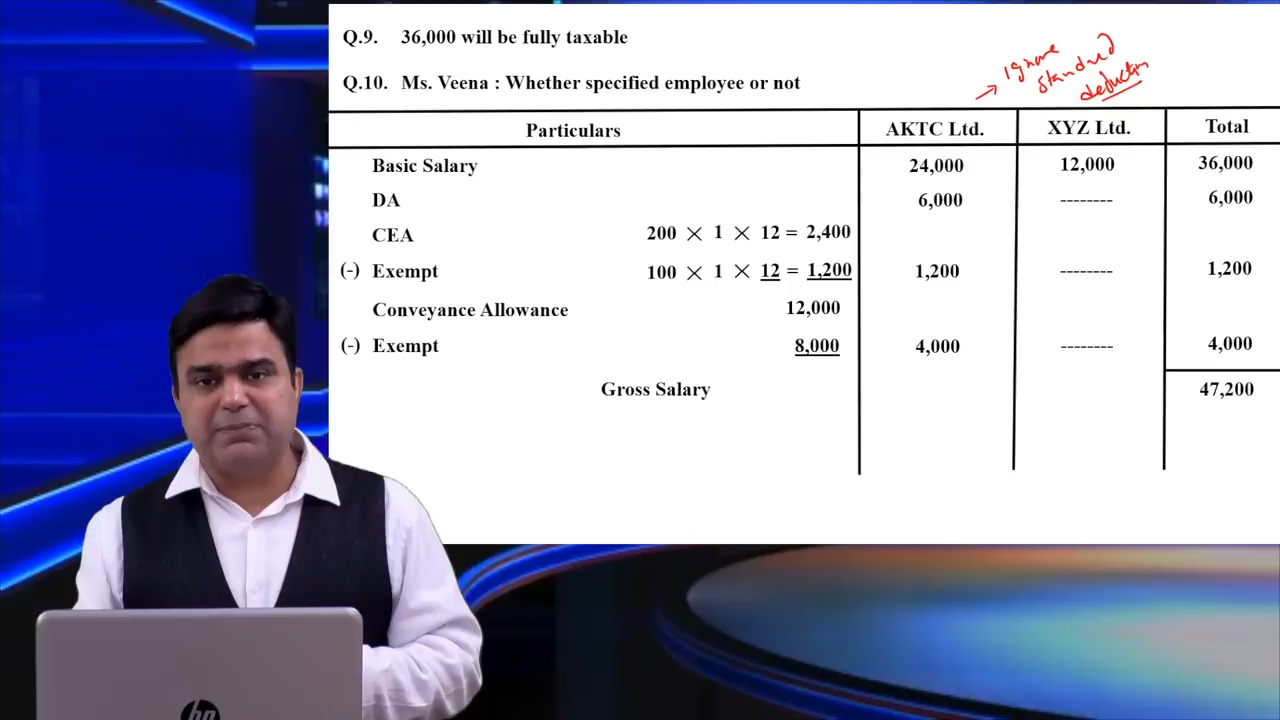 Q.9. 36,000 will be fully taxable
Q.10. Ms. Veena : Whether specified employee or not
→ ignore
standard
deduction
Particulars AKTC Ltd. XYZ Ltd. Total
Basic Salary 24,000 12,000 36,000
DA 6,000 -------- 6,000
CEA 200 × 1 × 12 = 2,400
(-) Exempt 100 × 1 × 12 = 1,200 1,200 -------- 1,200
Conveyance Allowance 12,000
(-) Exempt 8,000 4,000 -------- 4,000
Gross Salary 47,200
hp